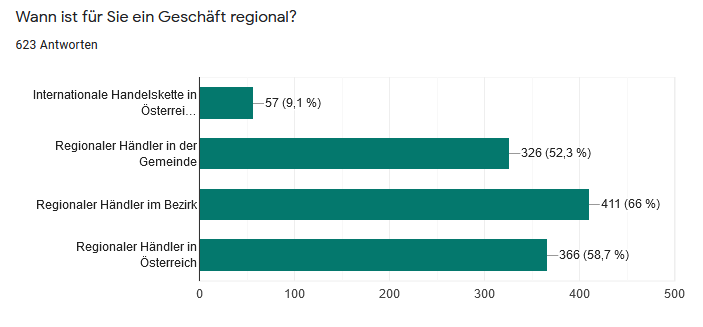 Wann ist für Sie ein Geschäft regional?
623 Antworten
Internationale Handelskette in
Österrei…
57 (9,1 %)
Regionaler Händler in der
Gemeinde
326 (52,3 %)
Regionaler Händler im Bezirk
411 (66 %)
Regionaler Händler in
Österreich
366 (58,7 %)
0 100 200 300 400 500